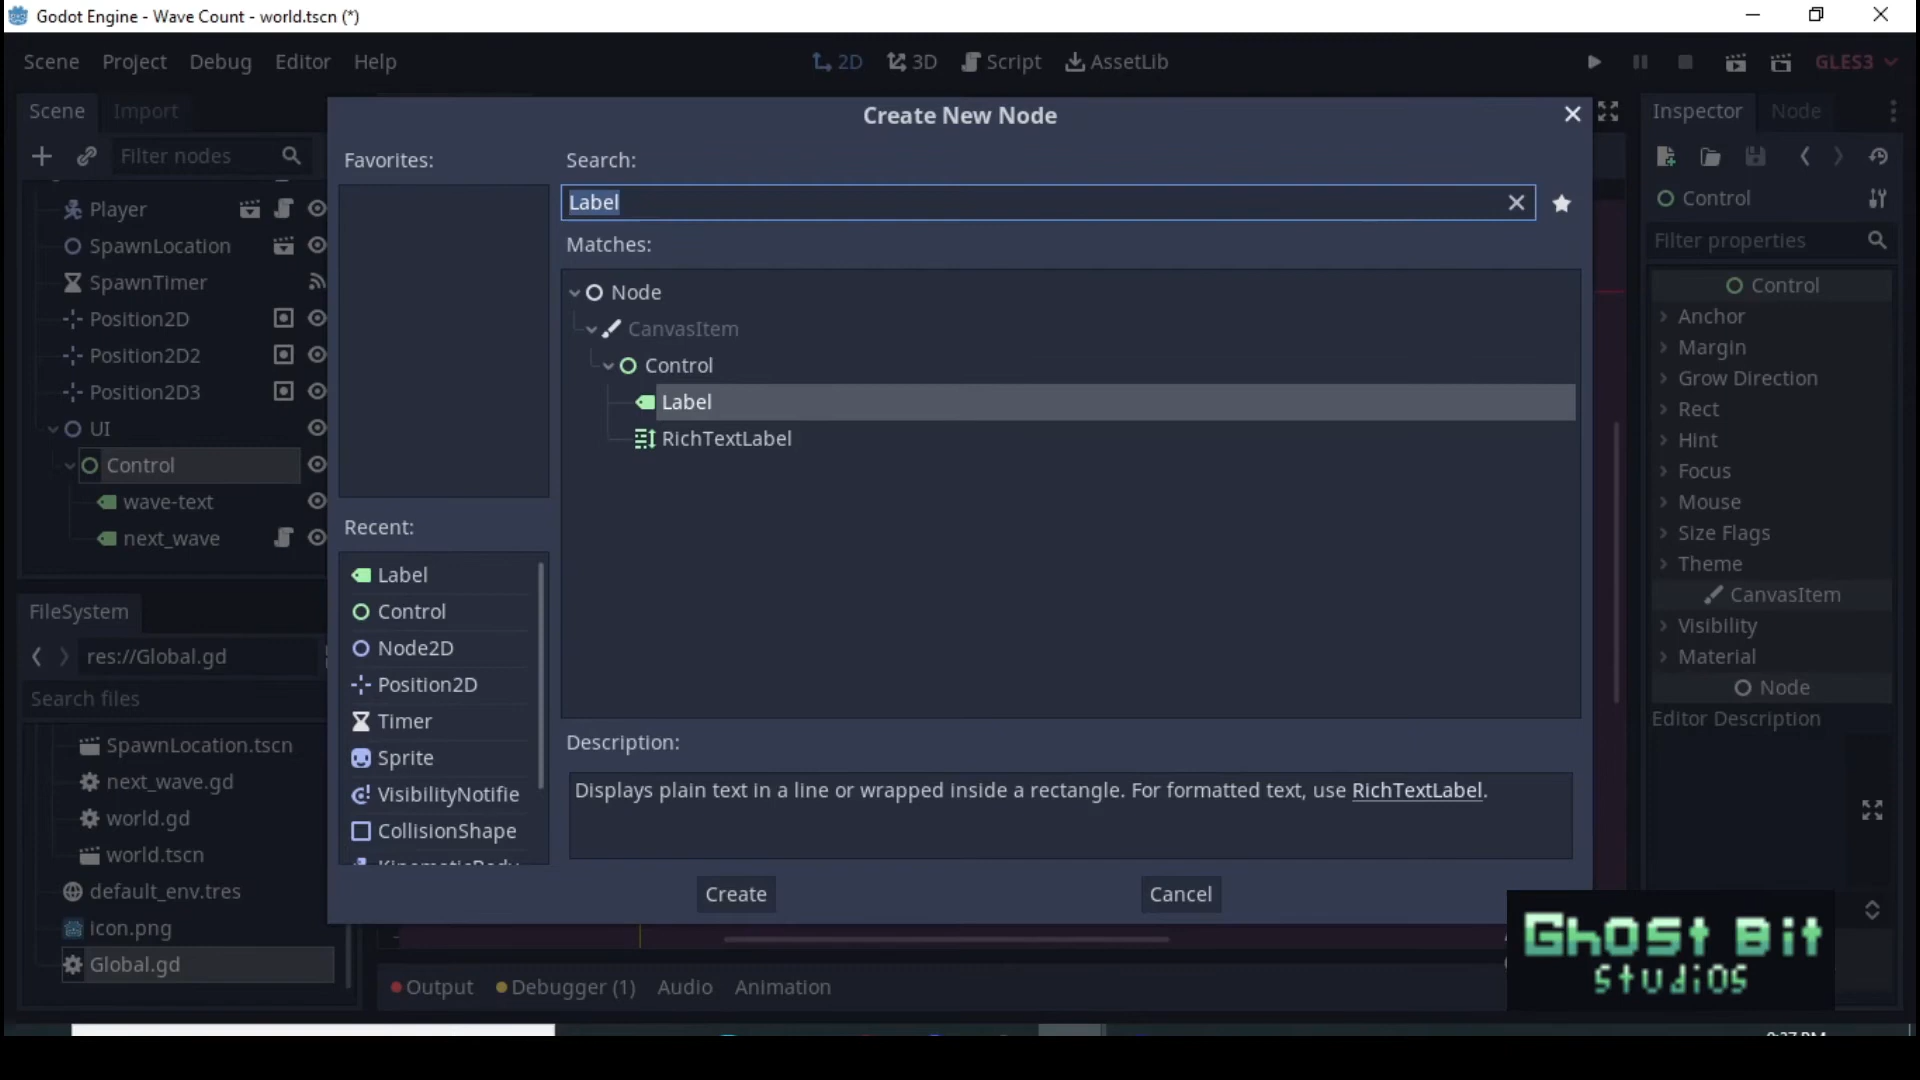 Godot Engine - Wave Count - world.tscn (*)
Scene Project Debug Editor Help
2D 3D Script AssetLib
GLES3
Scene Import
Filter nodes
Player
SpawnLocation
SpawnTimer
Position2D
Position2D2
Position2D3
UI
Control
wave-text
next_wave
FileSystem
res://Global.gd
Search files
SpawnLocation.tscn
next_wave.gd
world.gd
world.tscn
default_env.tres
icon.png
Global.gd
Create New Node
Favorites:
Recent:
Label
Control
Node2D
Position2D
Timer
Sprite
VisibilityNotifie
CollisionShape
Search:
Label
Matches:
Node
CanvasItem
Control
Label
RichTextLabel
Description:
Displays plain text in a line or wrapped inside a rectangle. For formatted text, use RichTextLabel.
Create
Cancel
Output Debugger (1) Audio Animation
Inspector Node
Control
Filter properties
Control
Anchor
Margin
Grow Direction
Rect
Hint
Focus
Mouse
Size Flags
Theme
CanvasItem
Visibility
Material
Node
Editor Description
Ghost Bit
studios